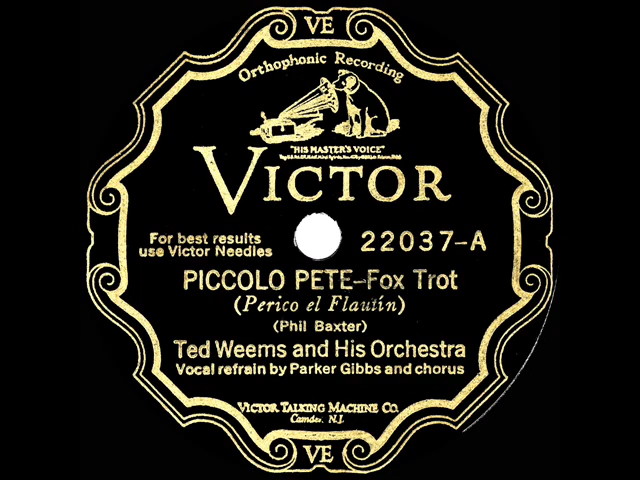 VE
Orthophonic Recording
"HIS MASTER'S VOICE"
VICTOR
For best results
use Victor Needles
22037-A
PICCOLO PETE-Fox Trot
(Perico el Flautín)
(Phil Baxter)
Ted Weems and His Orchestra
Vocal refrain by Parker Gibbs and chorus
VICTOR TALKING MACHINE CO.
Camden, N.J.
VE